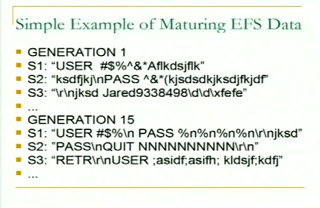 Simple Example of Maturing EFS Data
GENERATION 1
S1: "USER #$%^&*Aflkdsjflk"
S2: "ksdfjkj\nPASS ^&*(kjsdsdkjksdjfkjdf"
S3: "\r\njksd Jared9338498\d\d\xfefe"
...
GENERATION 15
S1: "USER #$%\n PASS %n%n%n%n\r\njksd"
S2: "PASS\nQUIT NNNNNNNNNN\r\n"
S3: "RETR\r\nUSER ;asidf;asifh; kldsjf;kdfj"
...